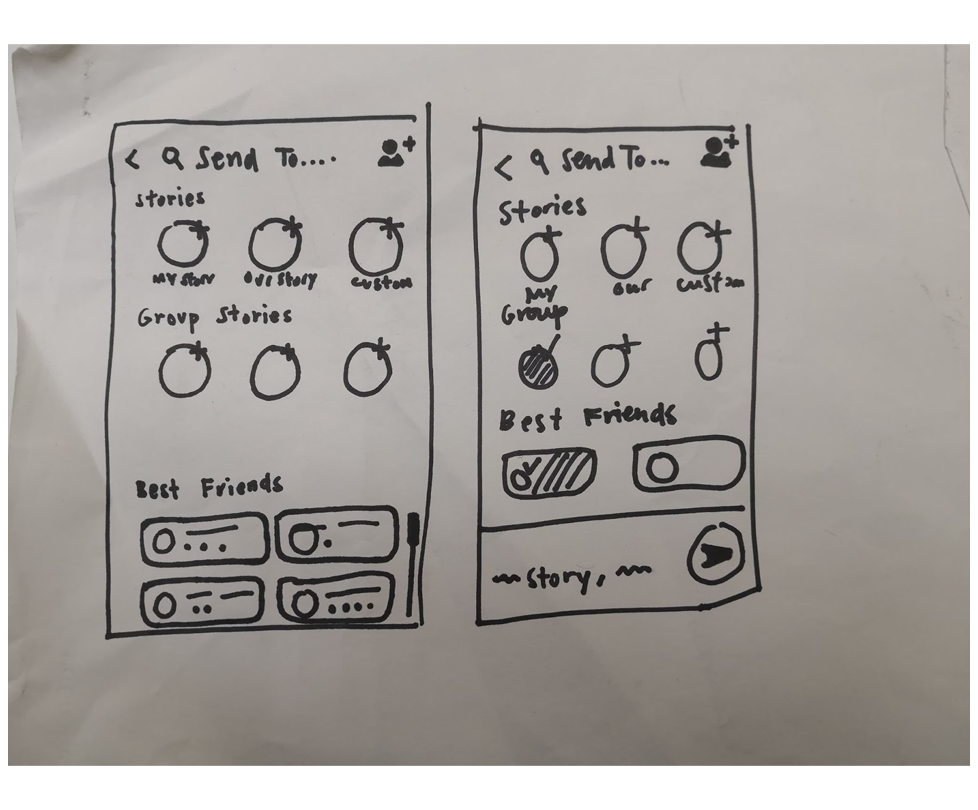 < Send To....
Stories
My story Our story Custom
Group Stories
Best Friends
< Send To...
Stories
My Our Custom
Group
Best Friends
story,